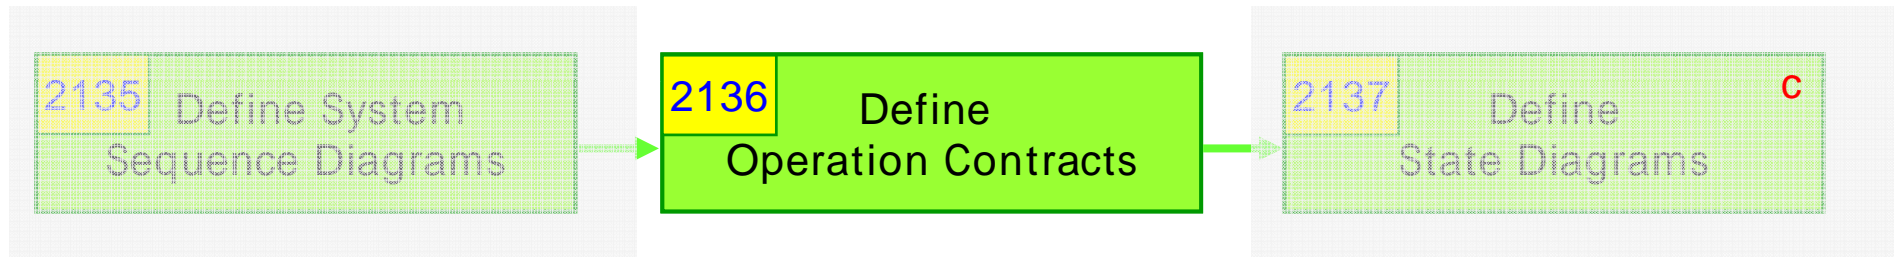 2135
Define System
Sequence Diagrams
2136
Define
Operation Contracts
2137
c
Define
State Diagrams